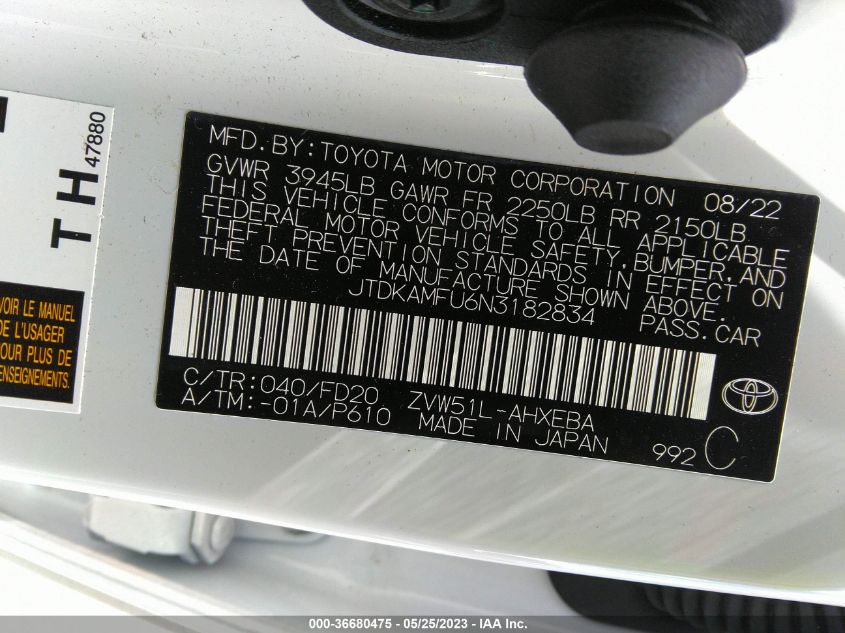 TH
47880
VOIR LE MANUEL
DE L'USAGER
POUR PLUS DE
RENSEIGNEMENTS.
MFD.BY:TOYOTA MOTOR CORPORATION 08/22
GVWR 3945LB GAWR FR 2250LB RR 2150LB
THIS VEHICLE CONFORMS TO ALL APPLICABLE
FEDERAL MOTOR VEHICLE SAFETY,BUMPER,AND
THEFT PREVENTION STANDARDS IN EFFECT ON
THE DATE OF MANUFACTURE SHOWN ABOVE.
JTDKAMFU6N3182834 PASS.CAR
C/TR:040/FD20 ZVW51L-AHXEBA
A/TM:-01A/P610 MADE IN JAPAN 992 C
000-36680475 - 05/25/2023 - IAA Inc.